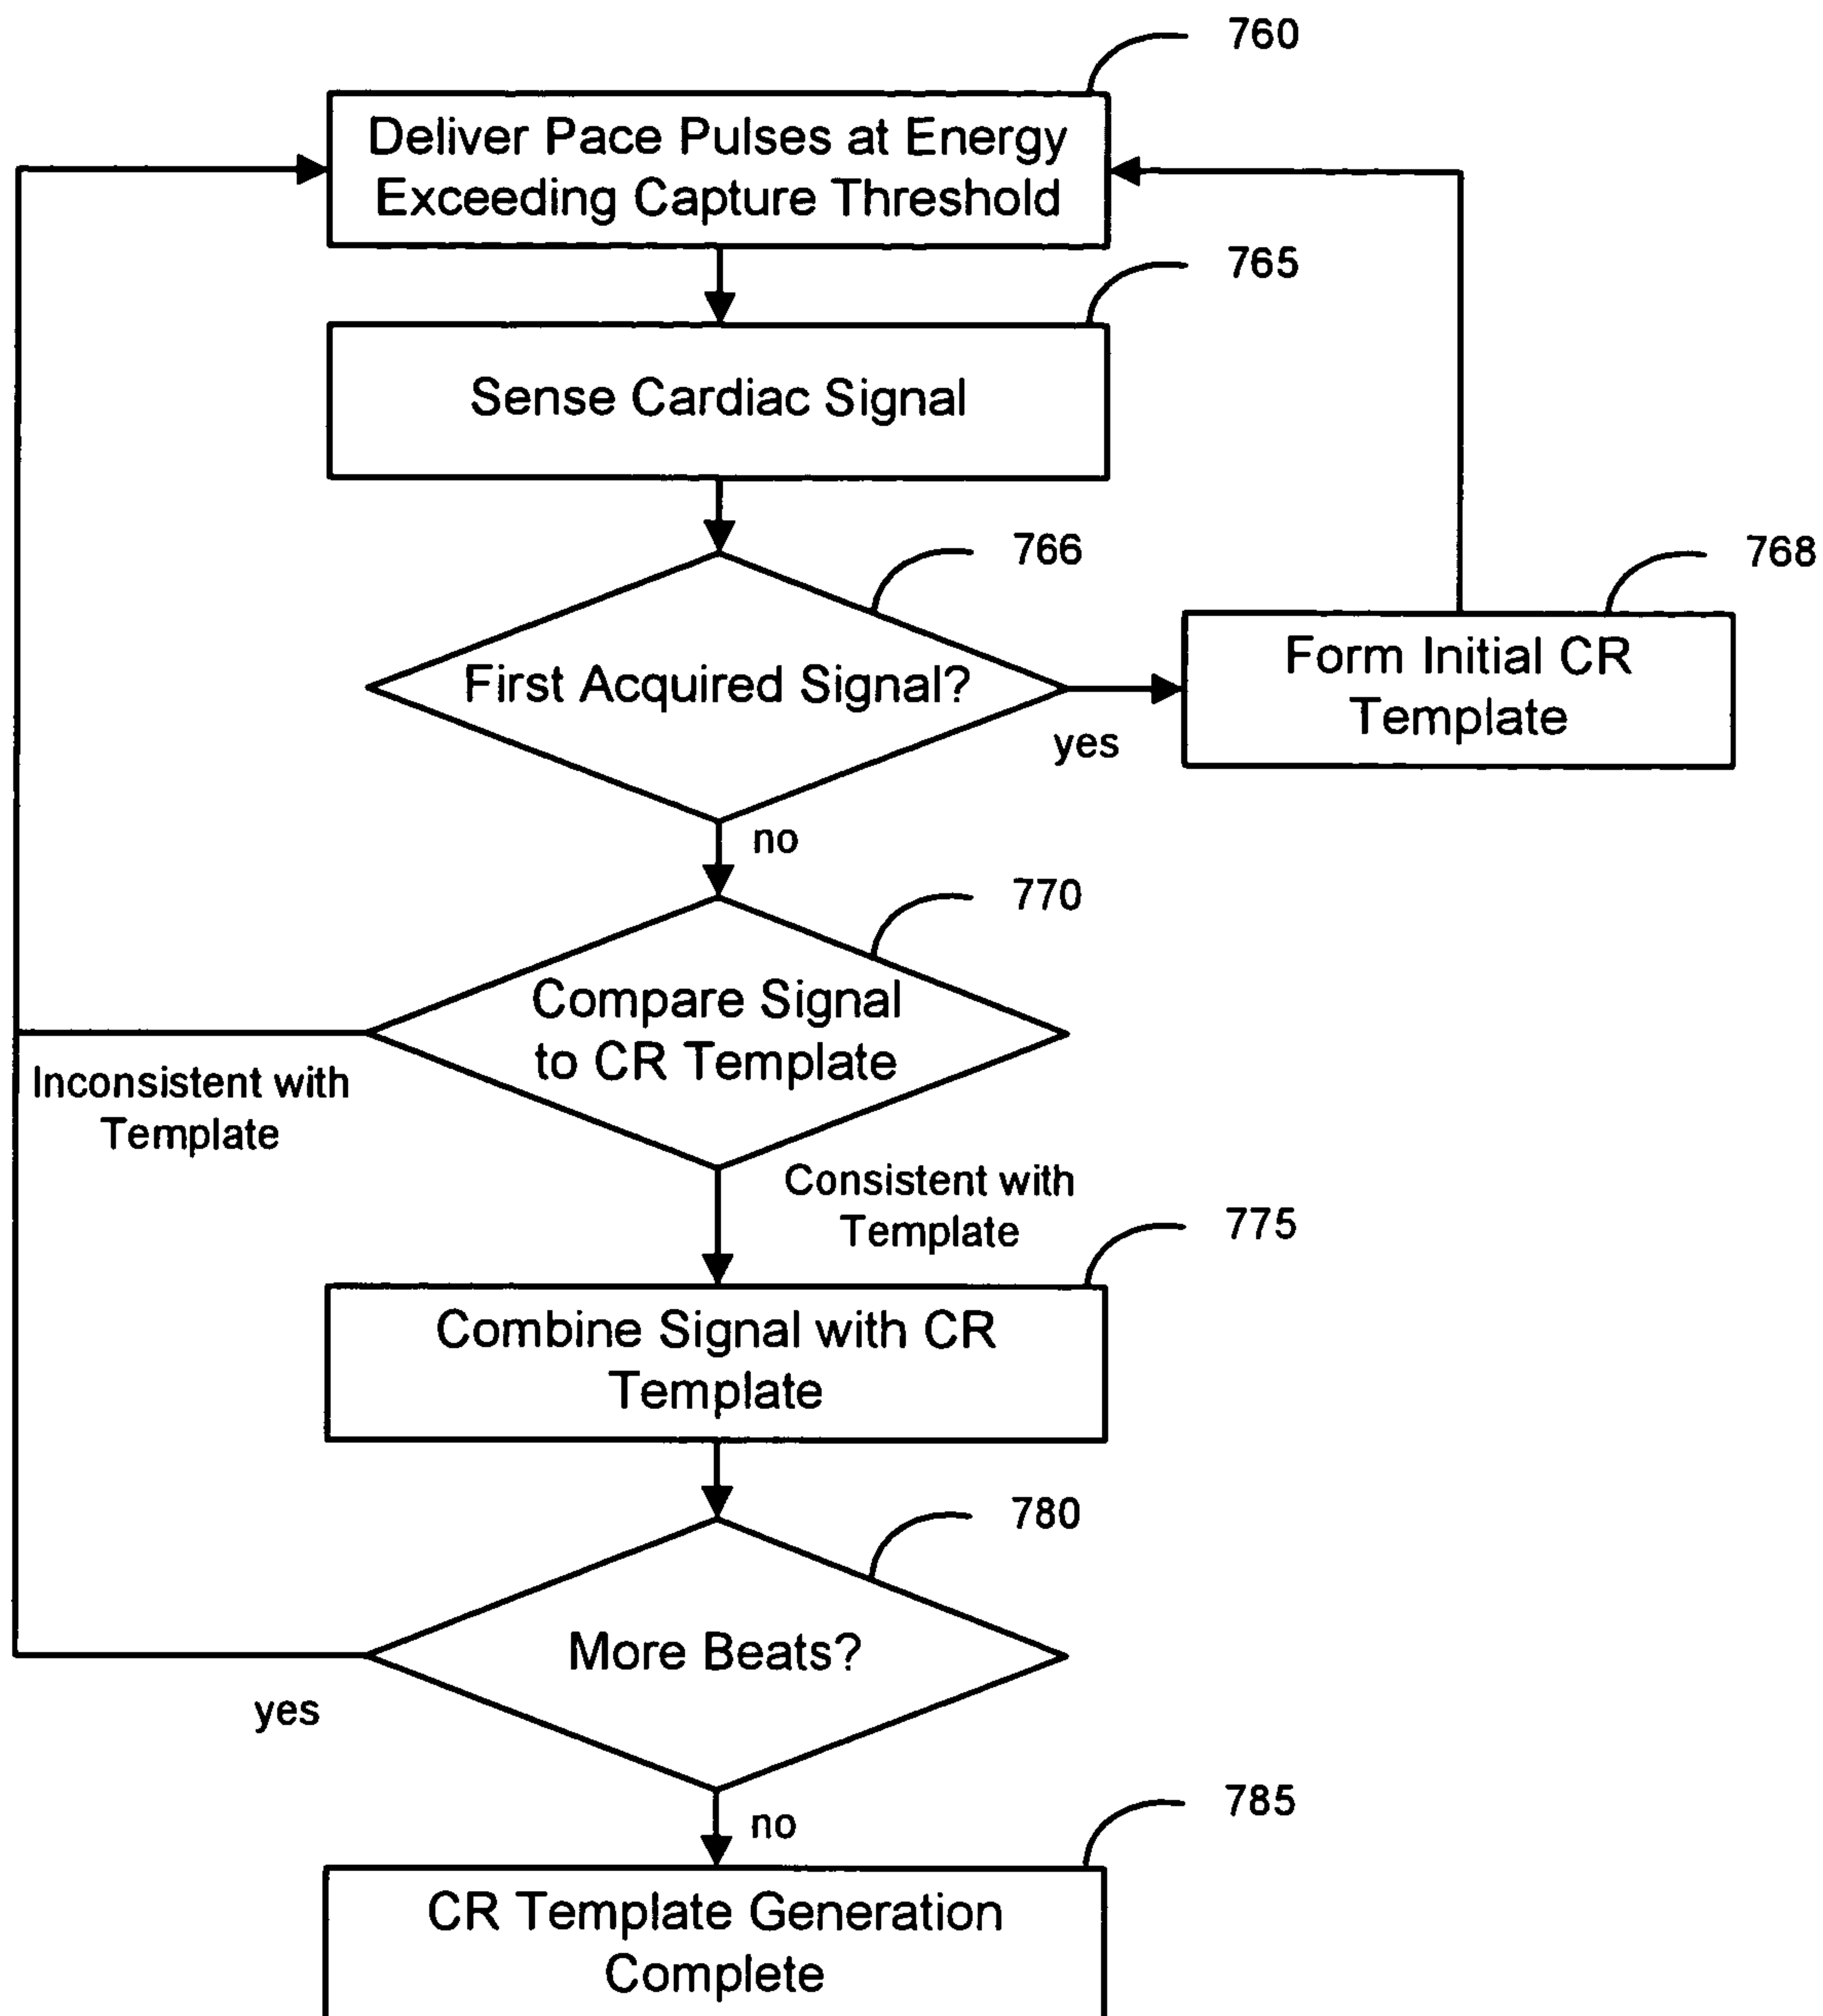 760
Deliver Pace Pulses at Energy
Exceeding Capture Threshold
765
Sense Cardiac Signal
766
768
First Acquired Signal?
Form Initial CR
Template
yes
no
770
Compare Signal
to CR Template
Inconsistent with
Template
Consistent with
Template
775
Combine Signal with CR
Template
780
More Beats?
yes
785
no
CR Template Generation
Complete